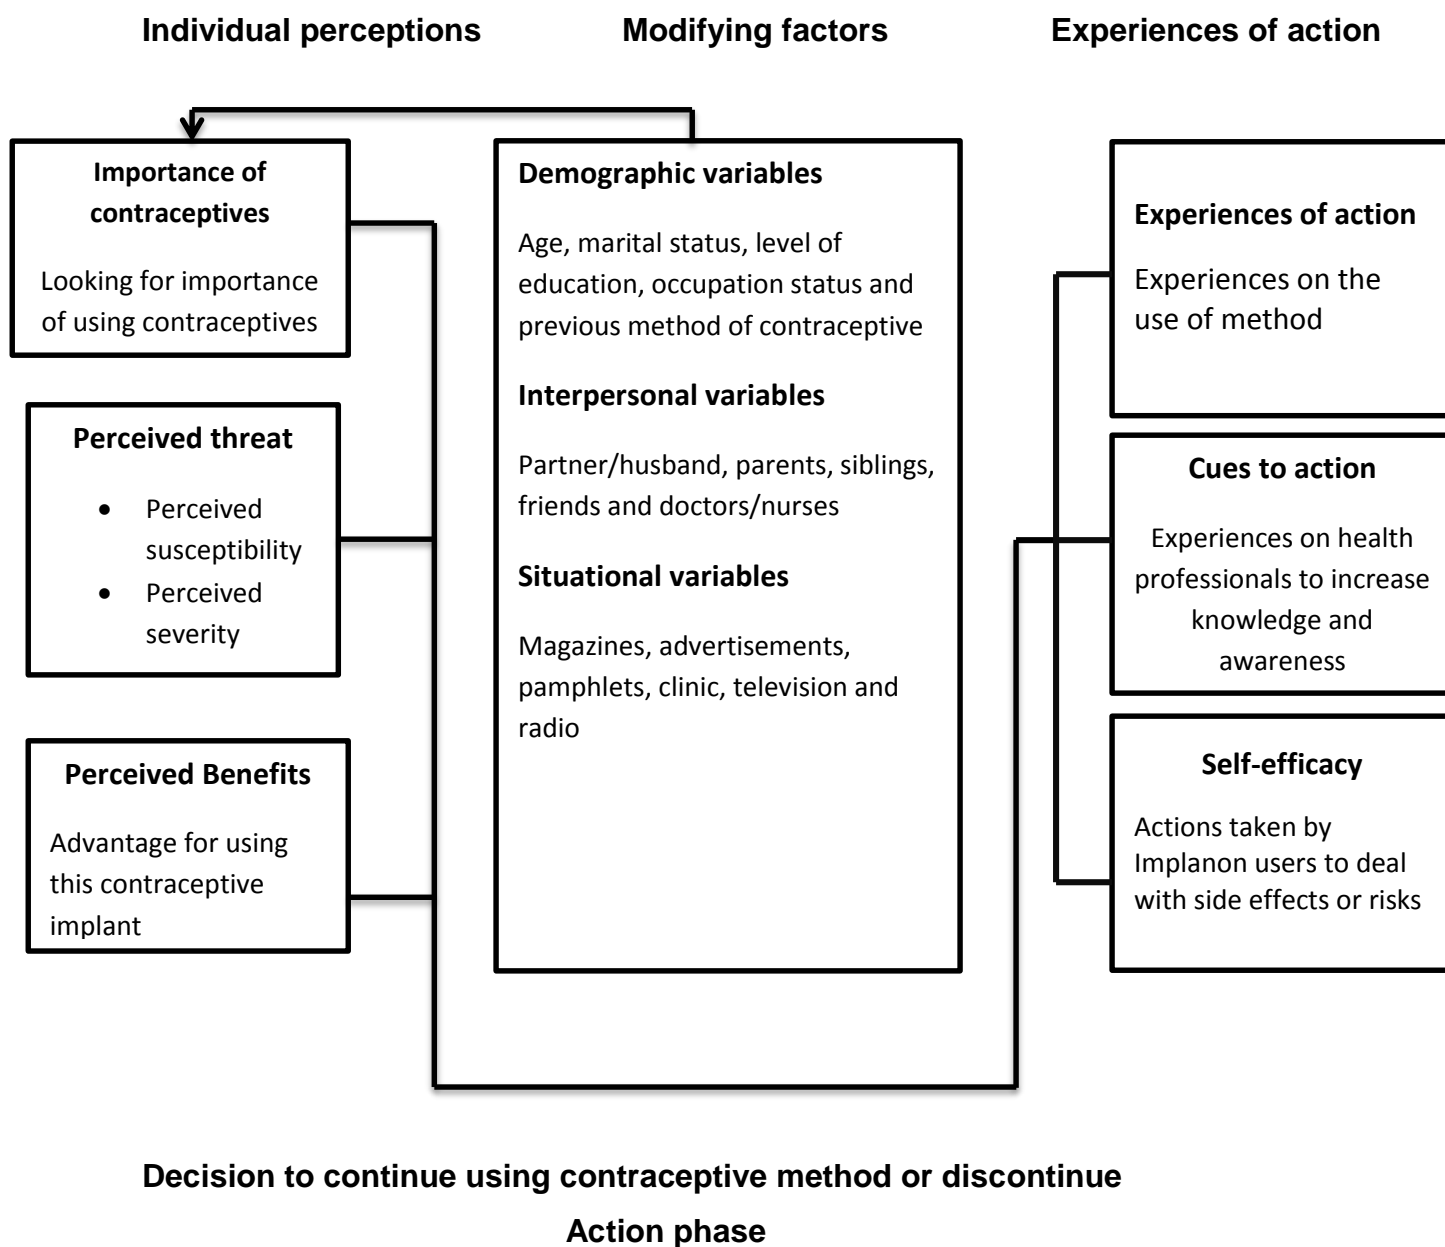 Individual perceptions
Modifying factors
Experiences of action
Importance of
contraceptives
Looking for importance
of using contraceptives
Perceived threat
• Perceived
susceptibility
• Perceived
severity
Perceived Benefits
Advantage for using
this contraceptive
implant
Demographic variables
Age, marital status, level of
education, occupation status and
previous method of contraceptive
Interpersonal variables
Partner/husband, parents, siblings,
friends and doctors/nurses
Situational variables
Magazines, advertisements,
pamphlets, clinic, television and
radio
Experiences of action
Experiences on the
use of method
Cues to action
Experiences on health
professionals to increase
knowledge and
awareness
Self-efficacy
Actions taken by
Implanon users to deal
with side effects or risks
Decision to continue using contraceptive method or discontinue
Action phase